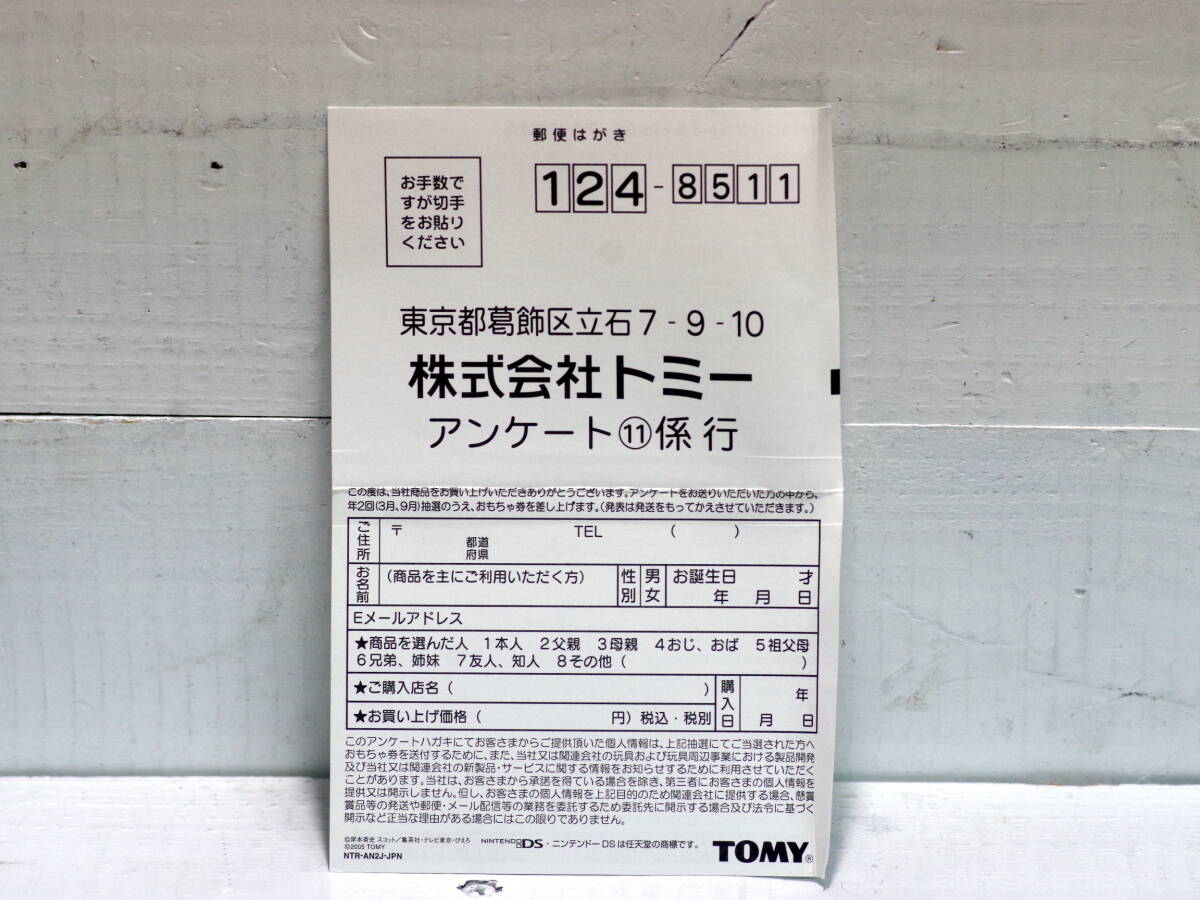 郵便はがき
お手数で
すが切手
をお貼り
ください
124-8511
東京都葛飾区立石7-9-10
株式会社トミー
アンケート⑪係 行
この度は、当社商品をお買い上げいただきありがとうございます。アンケートをお送りいただいた方の中から、
年2回(3月、9月)抽選のうえ、おもちゃ券を差し上げます。(発表は発送をもってかえさせていただきます。)
ご住所 〒 TEL ( )
都道
府県
お名前 (商品を主にご利用いただく方) 性別 男 女 お誕生日 才
年 月 日
Eメールアドレス
★商品を選んだ人 1本人 2父親 3母親 4おじ、おば 5祖父母
6兄弟、姉妹 7友人、知人 8その他( )
★ご購入店名( ) 購入日 年
★お買い上げ価格( 円)税込・税別 月 日
このアンケートハガキにてお客さまからご提供頂いた個人情報は、上記抽選にてご当選された方へ
おもちゃ券を送付するために、また、当社又は関連会社の玩具および玩具周辺事業における製品開発
及び当社又は関連会社の新製品・サービスに関する情報をお知らせするために利用させていただく
ことがあります。当社は、お客さまから承諾を得ている場合を除き、第三者にお客さまの個人情報を
提供又は開示しません。但し、お客さまの個人情報を上記目的のため関連会社に提供する場合、懸賞
賞品等の発送や郵便・メール配信等の業務を委託するため委託先に開示する場合及び法令に基づく
開示など正当な理由がある場合にはこの限りでありません。
©岸本斉史 スコット/集英社・テレビ東京・ぴえろ
©2005 TOMY
NTR-AN2J-JPN
NINTENDO DS・ニンテンドーDSは任天堂の商標です。
TOMY®